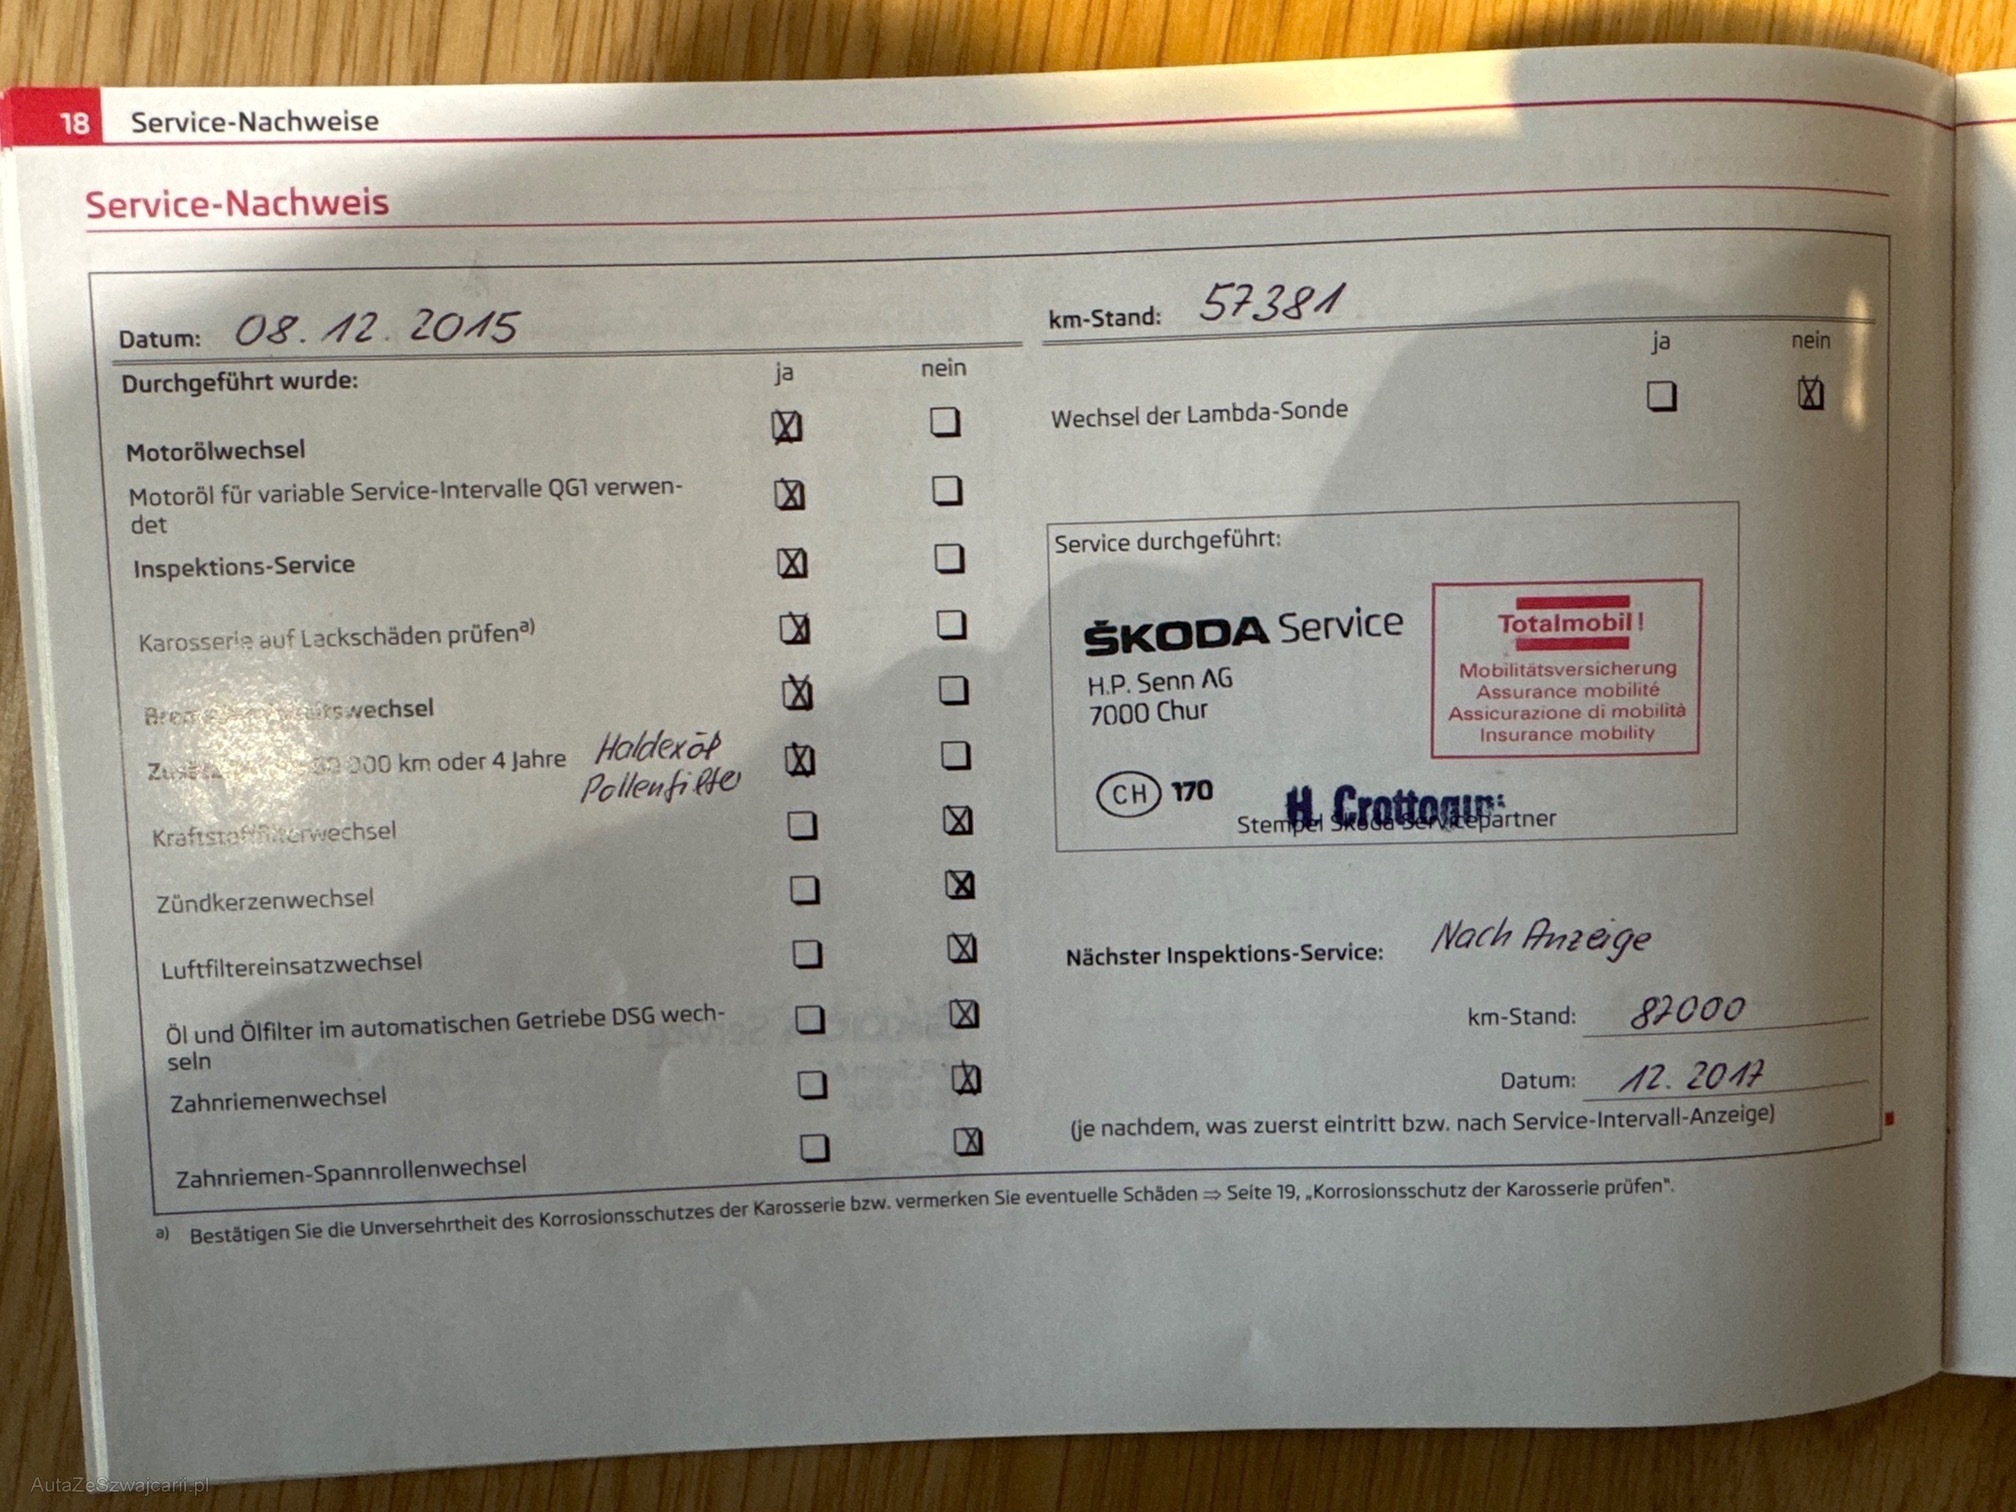 18 Service-Nachweise
Service-Nachweis
Datum: 08.12.2015
Durchgeführt wurde:
ja nein
Motorölwechsel
Motoröl für variable Service-Intervalle QG1 verwen-
det
Inspektions-Service
Karosserie auf Lackschäden prüfena)
wechsel
000 km oder 4 Jahre Haldexöl
Pollenfilter
Kraftstofffilterwechsel
Zündkerzenwechsel
Luftfiltereinsatzwechsel
Öl und Ölfilter im automatischen Getriebe DSG wech-
seln
Zahnriemenwechsel
Zahnriemen-Spannrollenwechsel
km-Stand: 57381
ja nein
Wechsel der Lambda-Sonde
Service durchgeführt:
ŠKODA Service
H.P. Senn AG
7000 Chur
CH 170
Totalmobil!
Mobilitätsversicherung
Assurance mobilité
Assicurazione di mobilità
Insurance mobility
H.
Stempel Skoda Servicepartner
Nächster Inspektions-Service: Nach Anzeige
km-Stand: 87000
Datum: 12.2017
(je nachdem, was zuerst eintritt bzw. nach Service-Intervall-Anzeige)
a) Bestätigen Sie die Unversehrtheit des Korrosionsschutzes der Karosserie bzw. vermerken Sie eventuelle Schäden ⇒ Seite 19, „Korrosionsschutz der Karosserie prüfen“.
AutaZeSzwajcarii.pl